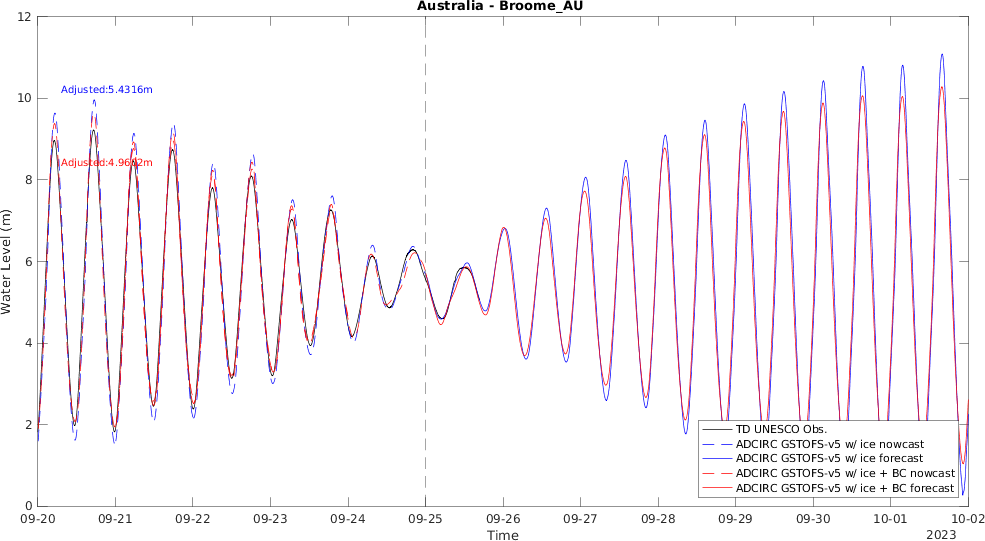 Australia - Broome_AU
12
10
8
6
4
2
0
Water Level (m)
Adjusted:5.4316m
TD UNESCO Obs.
ADCIRC GSTOFS-v5 w/ ice nowcast
ADCIRC GSTOFS-v5 w/ ice forecast
ADCIRC GSTOFS-v5 w/ ice + BC nowcast
ADCIRC GSTOFS-v5 w/ ice + BC forecast
09-20 09-21 09-22 09-23 09-24 09-25 09-26 09-27 09-28 09-29 09-30 10-01 10-02
Time
2023